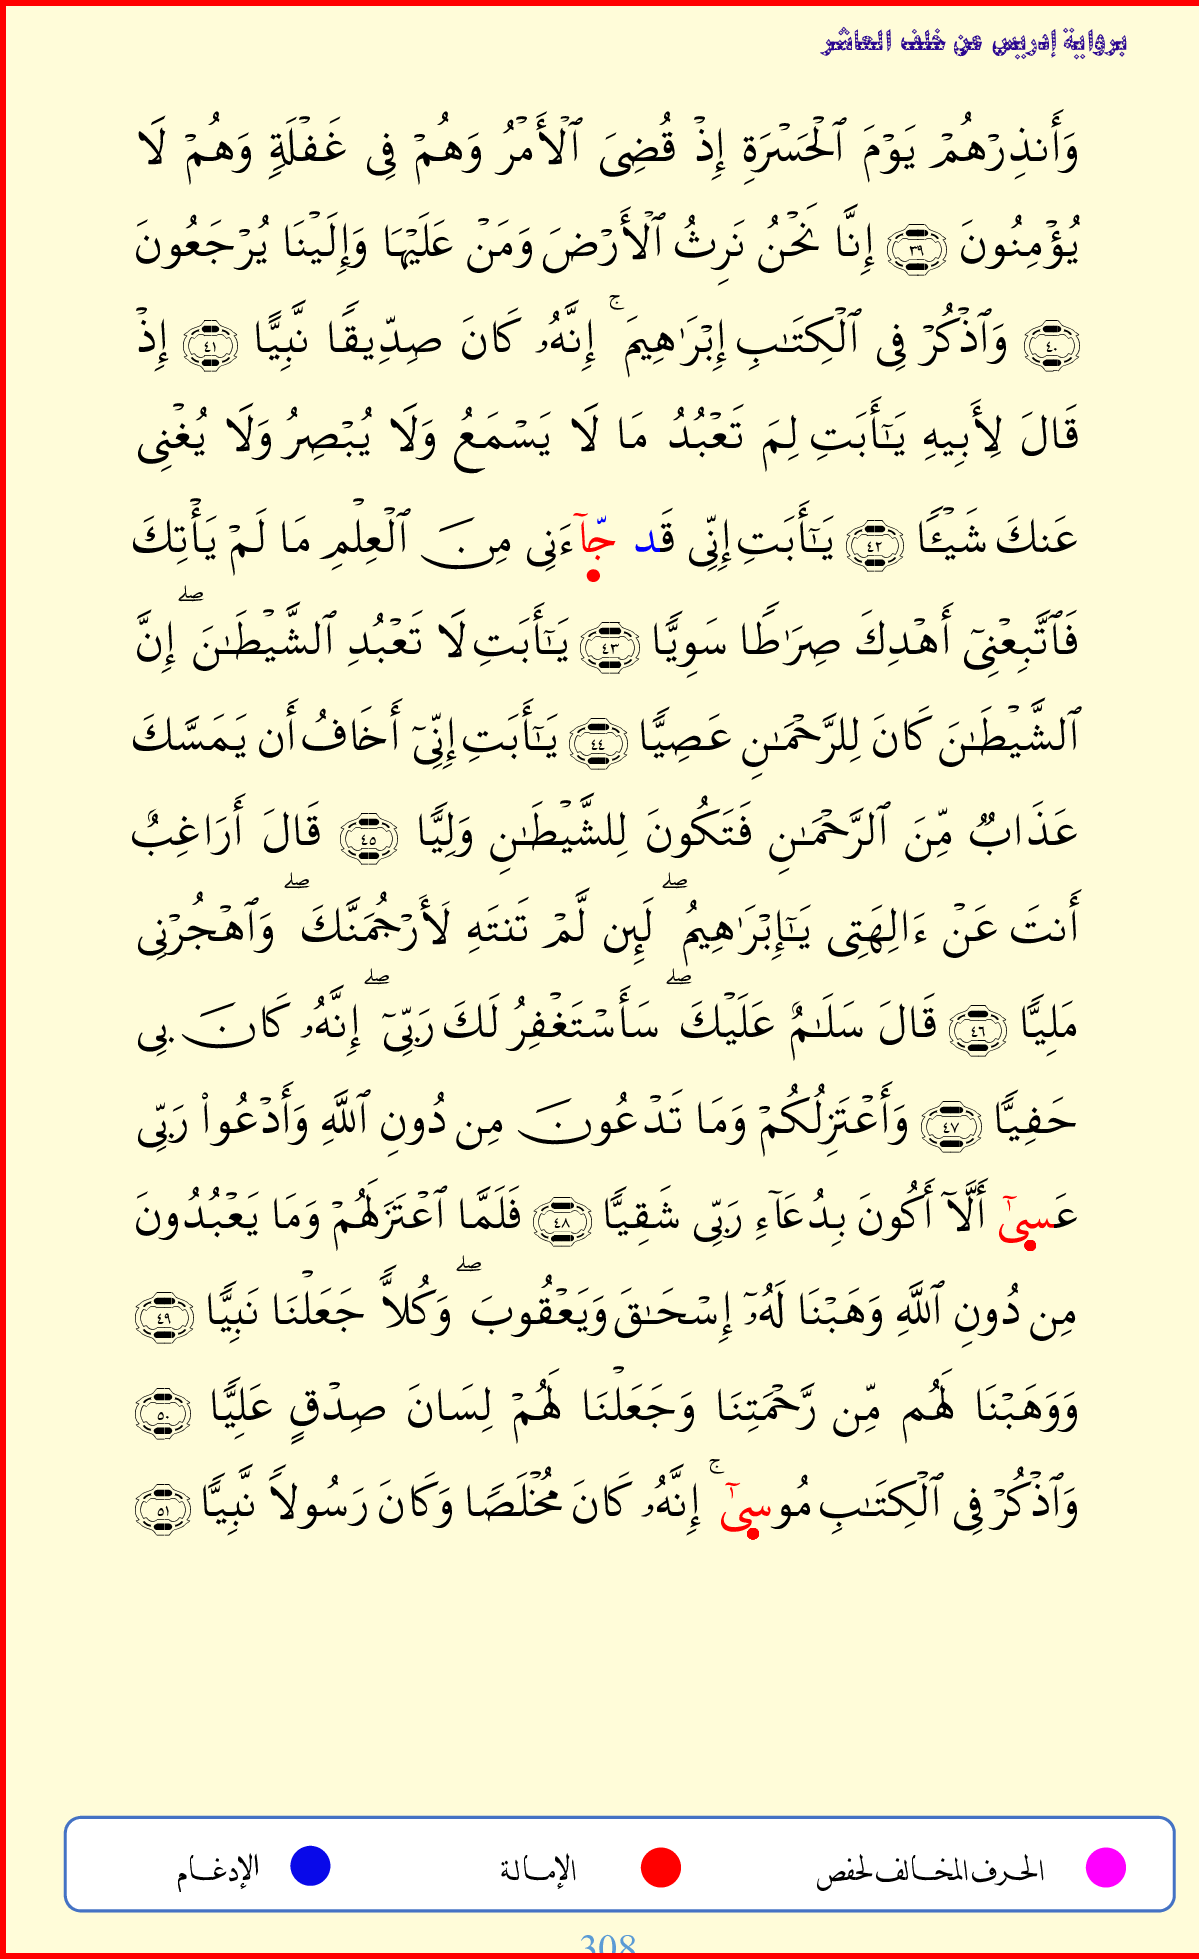 برواية إدريس عن خلف العاشر
وَأَنذِرْهُمْ يَوْمَ ٱلْحَسْرَةِ إِذْ قُضِىَ ٱلْأَمْرُ وَهُمْ فِى غَفْلَةٍ وَهُمْ لَا
يُؤْمِنُونَ ٣٩ إِنَّا نَحْنُ نَرِثُ ٱلْأَرْضَ وَمَنْ عَلَيْهَا وَإِلَيْنَا يُرْجَعُونَ
٤٠ وَٱذْكُرْ فِى ٱلْكِتَـٰبِ إِبْرَٰهِيمَ ۚ إِنَّهُۥ كَانَ صِدِّيقًا نَّبِيًّا ٤١ إِذْ
قَالَ لِأَبِيهِ يَـٰٓأَبَتِ لِمَ تَعْبُدُ مَا لَا يَسْمَعُ وَلَا يُبْصِرُ وَلَا يُغْنِى
عَنكَ شَيْـًٔا ٤٢ يَـٰٓأَبَتِ إِنِّى قَد جَّآءَنِى مِنَ ٱلْعِلْمِ مَا لَمْ يَأْتِكَ
فَٱتَّبِعْنِىٓ أَهْدِكَ صِرَٰطًا سَوِيًّا ٤٣ يَـٰٓأَبَتِ لَا تَعْبُدِ ٱلشَّيْطَـٰنَ ۖ إِنَّ
ٱلشَّيْطَـٰنَ كَانَ لِلرَّحْمَـٰنِ عَصِيًّا ٤٤ يَـٰٓأَبَتِ إِنِّىٓ أَخَافُ أَن يَمَسَّكَ
عَذَابٌ مِّنَ ٱلرَّحْمَـٰنِ فَتَكُونَ لِلشَّيْطَـٰنِ وَلِيًّا ٤٥ قَالَ أَرَاغِبٌ
أَنتَ عَنْ ءَالِهَتِى يَـٰٓإِبْرَٰهِيمُ ۖ لَئِن لَّمْ تَنتَهِ لَأَرْجُمَنَّكَ ۖ وَٱهْجُرْنِى
مَلِيًّا ٤٦ قَالَ سَلَـٰمٌ عَلَيْكَ ۖ سَأَسْتَغْفِرُ لَكَ رَبِّىٓ ۖ إِنَّهُۥ كَانَ بِى
حَفِيًّا ٤٧ وَأَعْتَزِلُكُمْ وَمَا تَدْعُونَ مِن دُونِ ٱللَّهِ وَأَدْعُوا۟ رَبِّى
عَسىٰٓ أَلَّآ أَكُونَ بِدُعَآءِ رَبِّى شَقِيًّا ٤٨ فَلَمَّا ٱعْتَزَلَهُمْ وَمَا يَعْبُدُونَ
مِن دُونِ ٱللَّهِ وَهَبْنَا لَهُۥٓ إِسْحَـٰقَ وَيَعْقُوبَ ۖ وَكُلًّا جَعَلْنَا نَبِيًّا ٤٩
وَوَهَبْنَا لَهُم مِّن رَّحْمَتِنَا وَجَعَلْنَا لَهُمْ لِسَانَ صِدْقٍ عَلِيًّا ٥٠
وَٱذْكُرْ فِى ٱلْكِتَـٰبِ مُوسىٰٓ ۚ إِنَّهُۥ كَانَ مُخْلَصًا وَكَانَ رَسُولًا نَّبِيًّا ٥١
الحرف المخالف لحفص الإمالة الإدغام
308